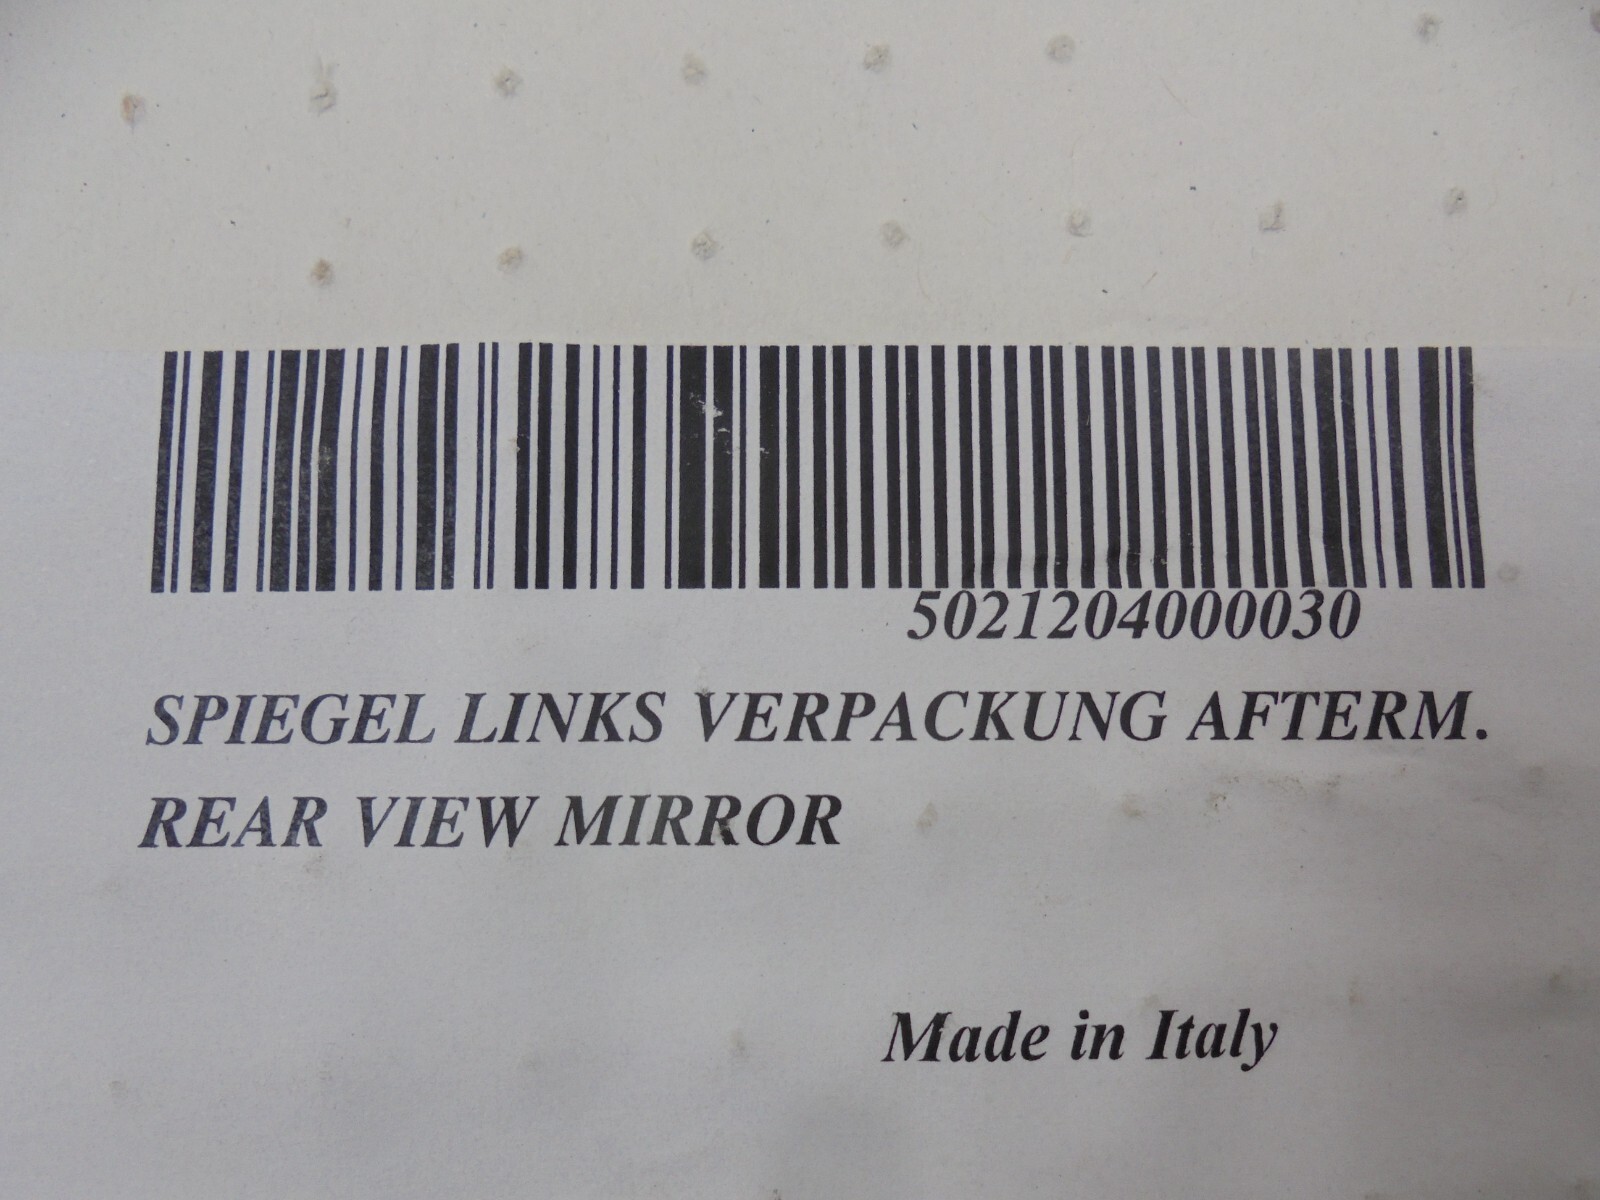 5021204000030
SPIEGEL LINKS VERPACKUNG AFTERM.
REAR VIEW MIRROR
Made in Italy